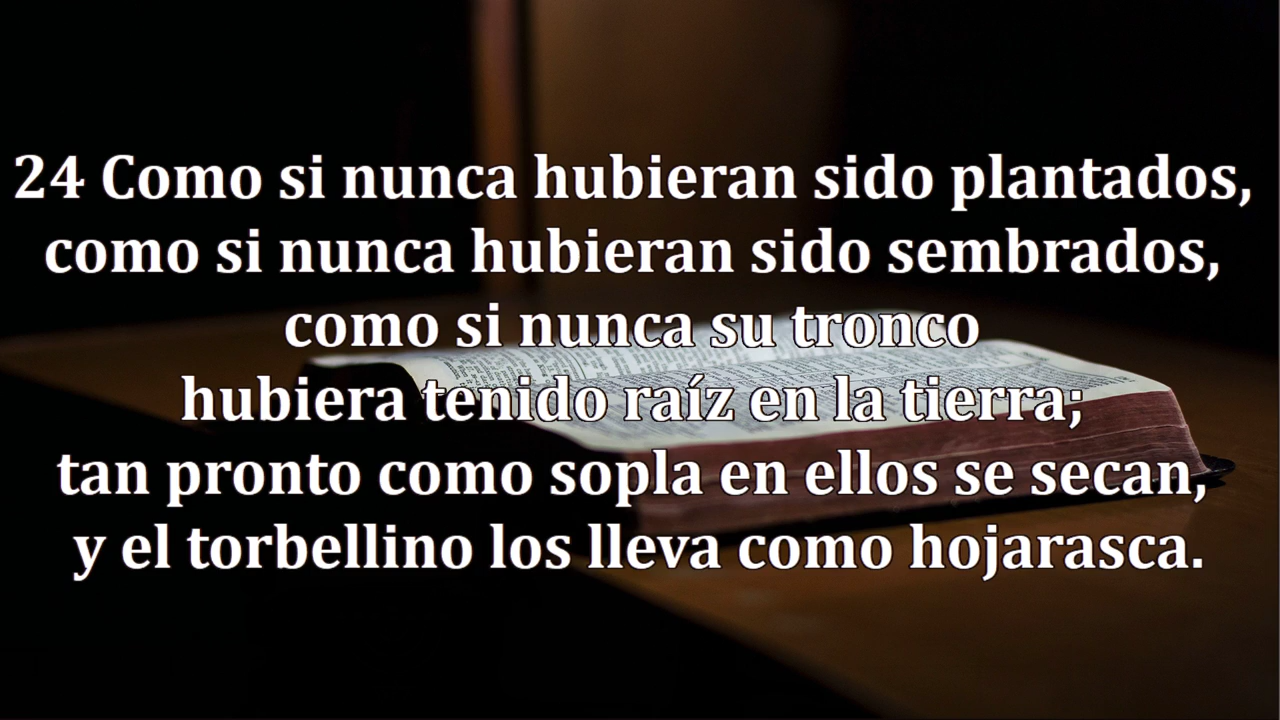 24 Como si nunca hubieran sido plantados,
como si nunca hubieran sido sembrados,
como si nunca su tronco
hubiera tenido raíz en la tierra;
tan pronto como sopla en ellos se secan,
y el torbellino los lleva como hojarasca.